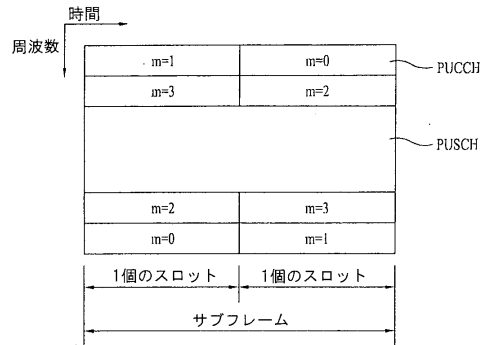 時間
周波数
m=1 m=0 PUCCH
m=3 m=2
PUSCH
m=2 m=3
m=0 m=1
1個のスロット 1個のスロット
サブフレーム